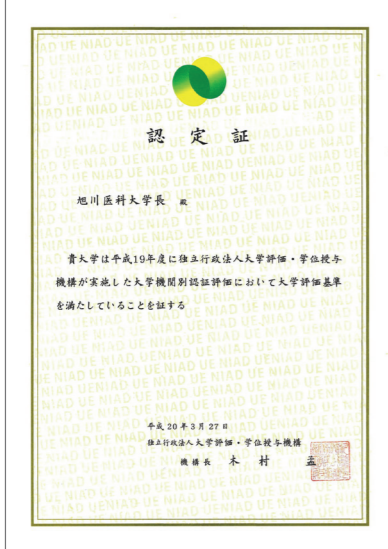 認定証
旭川医科大学長 殿
貴大学は平成19年度に独立行政法人大学評価・学位授与
機構が実施した大学機関別認証評価において大学評価基準
を満たしていることを証する
平成20年3月27日
独立行政法人大学評価・学位授与機構
機構長 木村 孟